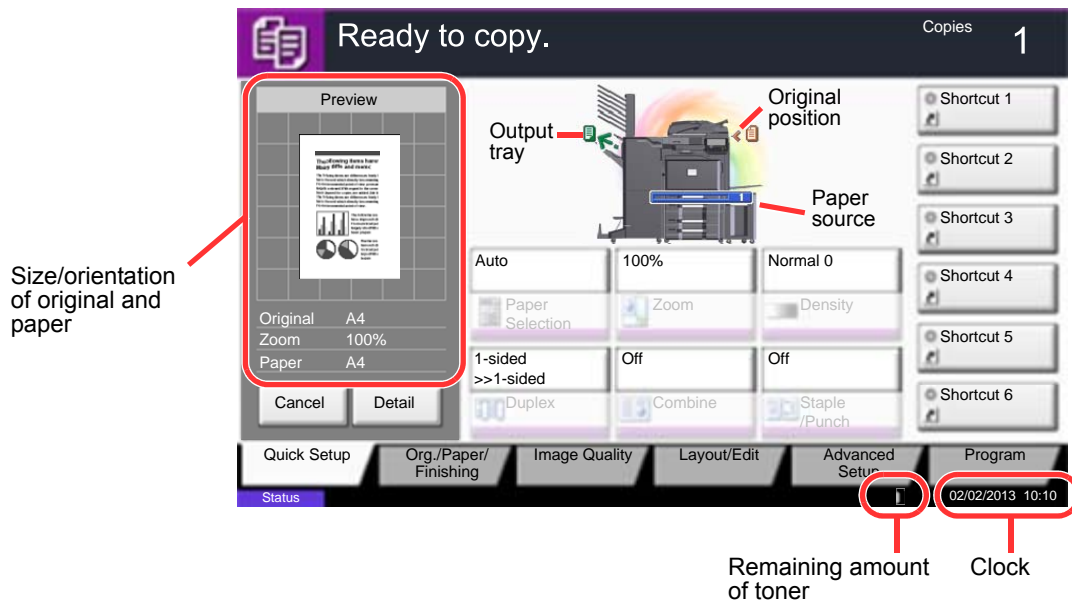 Ready to copy.
Copies
1
Preview
Original A4
Zoom 100%
Paper A4
Cancel
Detail
Size/orientation
of original and
paper
Output
tray
Original
position
1
Paper
source
Auto
Paper
Selection
100%
Zoom
Normal 0
Density
1-sided
>>1-sided
Duplex
Off
Combine
Off
Staple
/Punch
Shortcut 1
Shortcut 2
Shortcut 3
Shortcut 4
Shortcut 5
Shortcut 6
Quick Setup
Org./Paper/
Finishing
Image Quality
Layout/Edit
Advanced
Setup
Program
Status
02/02/2013 10:10
Remaining amount
of toner
Clock